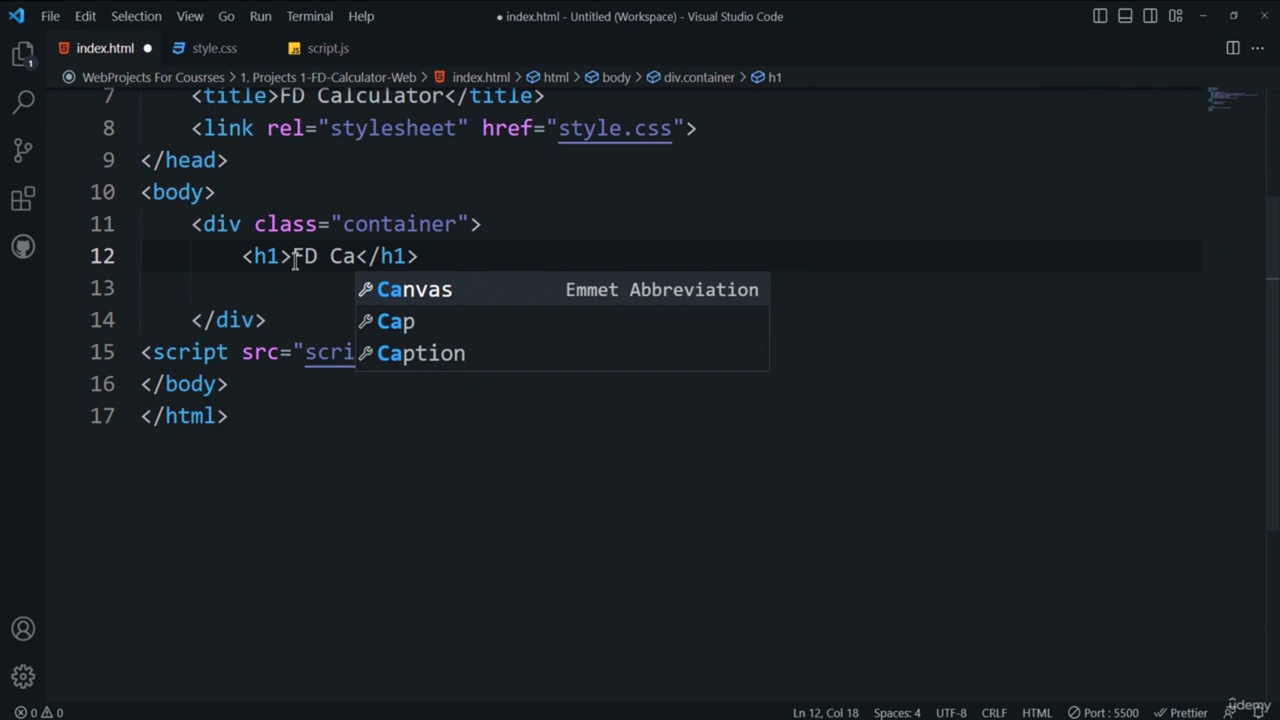 File Edit Selection View Go Run Terminal Help
● index.html - Untitled (Workspace) - Visual Studio Code
index.html ● style.css script.js
WebProjects For Cousrses > 1. Projects 1-FD-Calculator-Web > index.html > html > body > div.container > h1
7 <title>FD Calculator</title>
8 <link rel="stylesheet" href="style.css">
9 </head>
10 <body>
11 <div class="container">
12 <h1>FD Ca</h1>
13
Canvas Emmet Abbreviation
Cap
Caption
14 </div>
15 <script src="scri
16 </body>
17 </html>
1
0 0 Ln 12, Col 18 Spaces: 4 UTF-8 CRLF HTML Port : 5500 Prettier
udemy